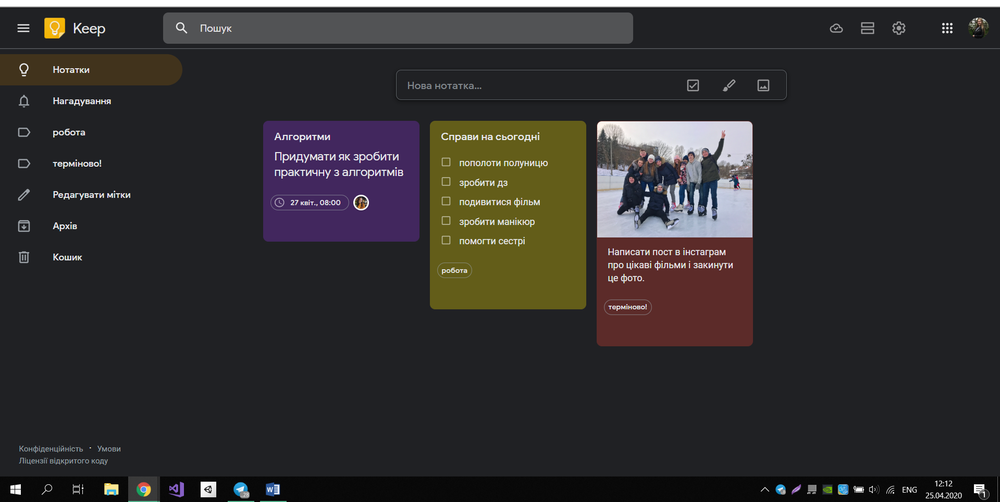 Keep
Пошук
Нотатки
Нагадування
робота
терміново!
Редагувати мітки
Архів
Кошик
Нова нотатка...
Алгоритми
Придумати як зробити
практичну з алгоритмів
27 квіт., 08:00
Справи на сьогодні
пополоти полуницю
зробити дз
подивитися фільм
зробити манікюр
помогти сестрі
робота
Написати пост в інстаграм
про цікаві фільми і закинути
це фото.
терміново!
Конфіденційність · Умови
Ліцензії відкритого коду
ENG
12:12
25.04.2020
1